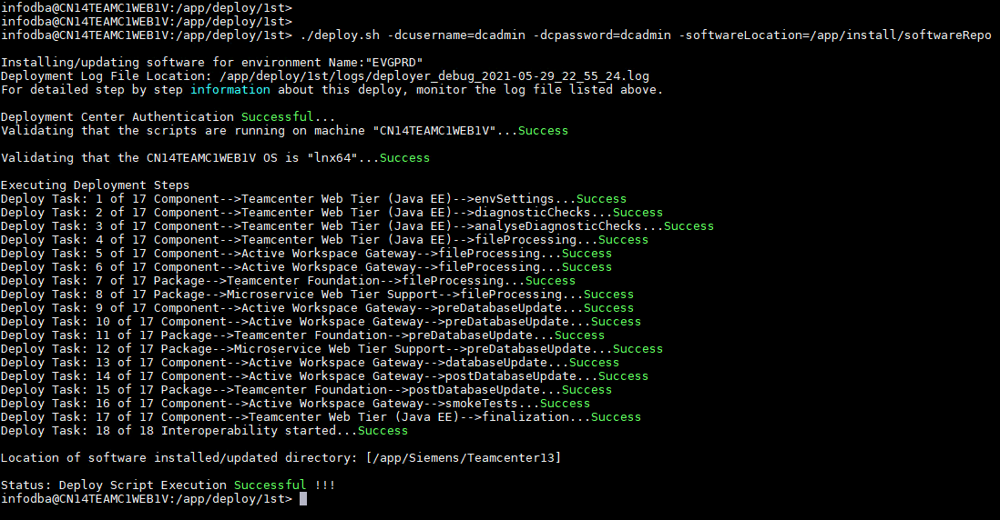 infodba@CN14TEAMC1WEB1V:/app/deploy/1st>
infodba@CN14TEAMC1WEB1V:/app/deploy/1st>
infodba@CN14TEAMC1WEB1V:/app/deploy/1st> ./deploy.sh -dcusername=dcadmin -dcpassword=dcadmin -softwareLocation=/app/install/softwareRepo
Installing/updating software for environment Name:"EVGPRD"
Deployment Log File Location: /app/deploy/1st/logs/deployer_debug_2021-05-29_22_55_24.log
For detailed step by step information about this deploy, monitor the log file listed above.
Deployment Center Authentication Successful...
Validating that the scripts are running on machine "CN14TEAMC1WEB1V"...Success
Validating that the CN14TEAMC1WEB1V OS is "lnx64"...Success
Executing Deployment Steps
Deploy Task: 1 of 17 Component-->Teamcenter Web Tier (Java EE)-->envSettings...Success
Deploy Task: 2 of 17 Component-->Teamcenter Web Tier (Java EE)-->diagnosticChecks...Success
Deploy Task: 3 of 17 Component-->Teamcenter Web Tier (Java EE)-->analyseDiagnosticChecks...Success
Deploy Task: 4 of 17 Component-->Teamcenter Web Tier (Java EE)-->fileProcessing...Success
Deploy Task: 5 of 17 Component-->Active Workspace Gateway-->fileProcessing...Success
Deploy Task: 6 of 17 Component-->Active Workspace Gateway-->fileProcessing...Success
Deploy Task: 7 of 17 Package-->Teamcenter Foundation-->fileProcessing...Success
Deploy Task: 8 of 17 Package-->Microservice Web Tier Support-->fileProcessing...Success
Deploy Task: 9 of 17 Component-->Active Workspace Gateway-->preDatabaseUpdate...Success
Deploy Task: 10 of 17 Component-->Active Workspace Gateway-->preDatabaseUpdate...Success
Deploy Task: 11 of 17 Package-->Teamcenter Foundation-->preDatabaseUpdate...Success
Deploy Task: 12 of 17 Package-->Microservice Web Tier Support-->preDatabaseUpdate...Success
Deploy Task: 13 of 17 Component-->Active Workspace Gateway-->databaseUpdate...Success
Deploy Task: 14 of 17 Component-->Active Workspace Gateway-->postDatabaseUpdate...Success
Deploy Task: 15 of 17 Package-->Teamcenter Foundation-->postDatabaseUpdate...Success
Deploy Task: 16 of 17 Component-->Active Workspace Gateway-->smokeTests...Success
Deploy Task: 17 of 17 Component-->Teamcenter Web Tier (Java EE)-->finalization...Success
Deploy Task: 18 of 18 Interoperability started...Success
Location of software installed/updated directory: [/app/Siemens/Teamcenter13]
Status: Deploy Script Execution Successful !!!
infodba@CN14TEAMC1WEB1V:/app/deploy/1st>